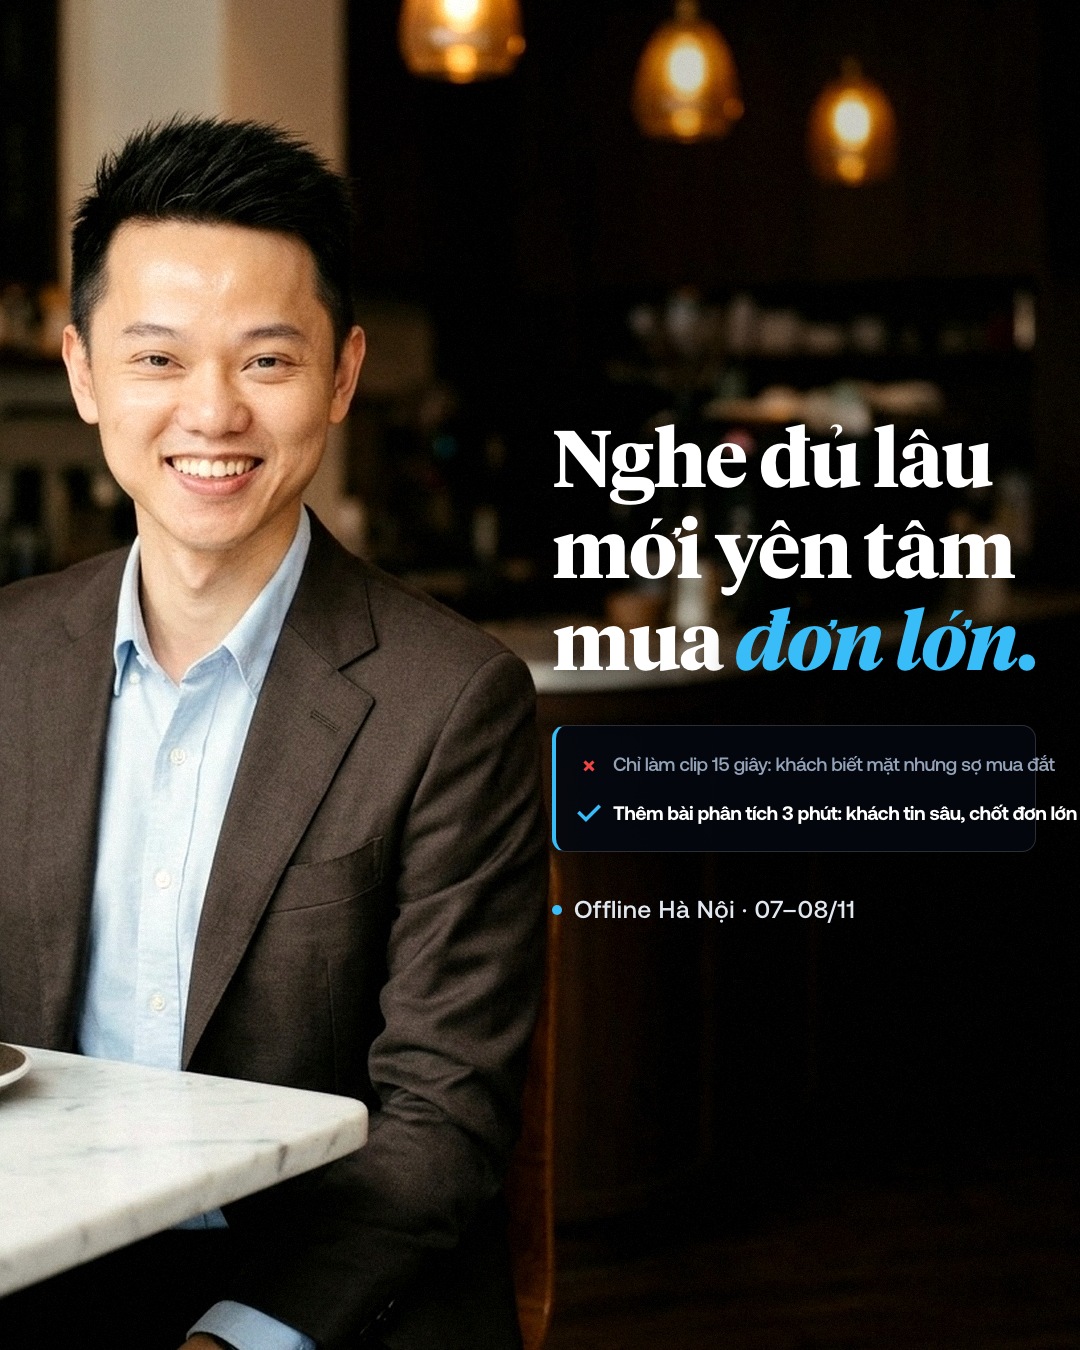 Nghe đủ lâu
mới yên tâm
mua đơn lớn.
Chỉ làm clip 15 giây: khách biết mặt nhưng sợ mua đắt
Thêm bài phân tích 3 phút: khách tin sâu, chốt đơn lớn
Offline Hà Nội · 07–08/11